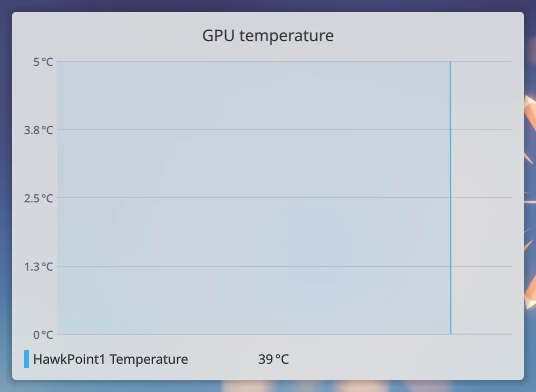 GPU temperature
5 °C
3.8 °C
2.5 °C
1.3 °C
0 °C
HawkPoint1 Temperature 39 °C